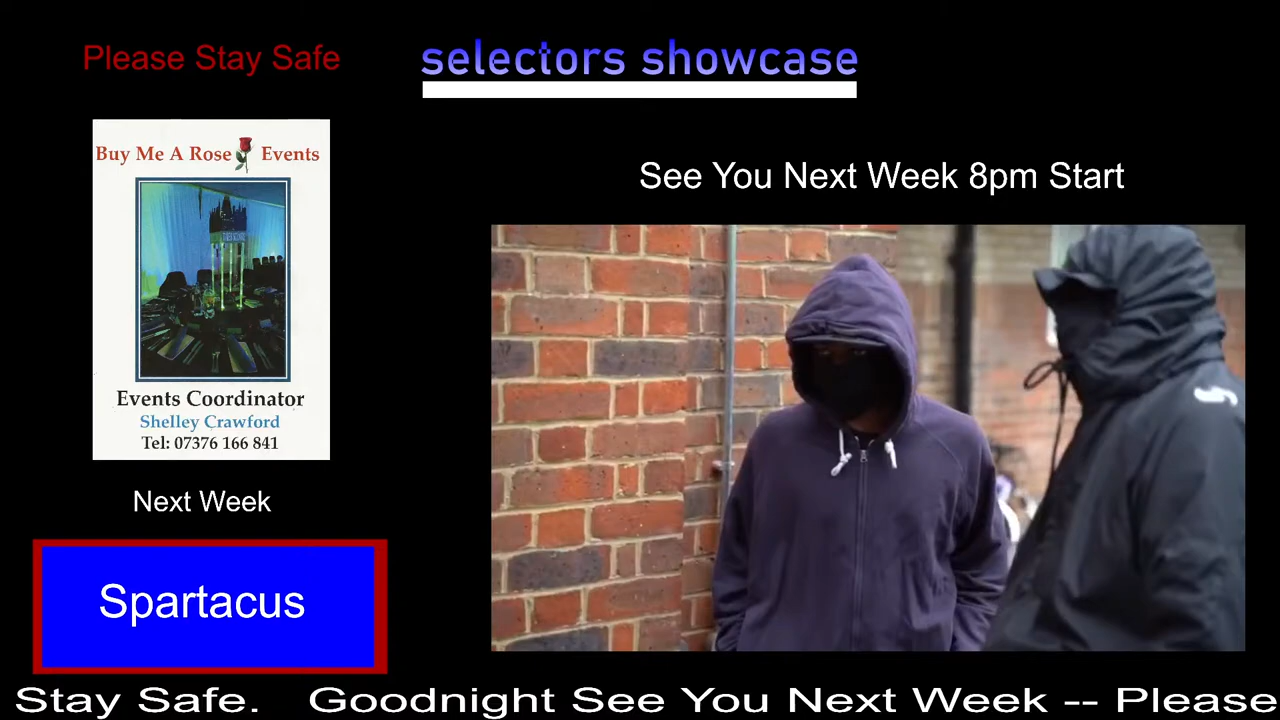 Please Stay Safe
selectors showcase
Buy Me A Rose Events
Events Coordinator
Shelley Crawford
Tel: 07376 166 841
See You Next Week 8pm Start
Next Week
Spartacus
Stay Safe. Goodnight See You Next Week -- Please